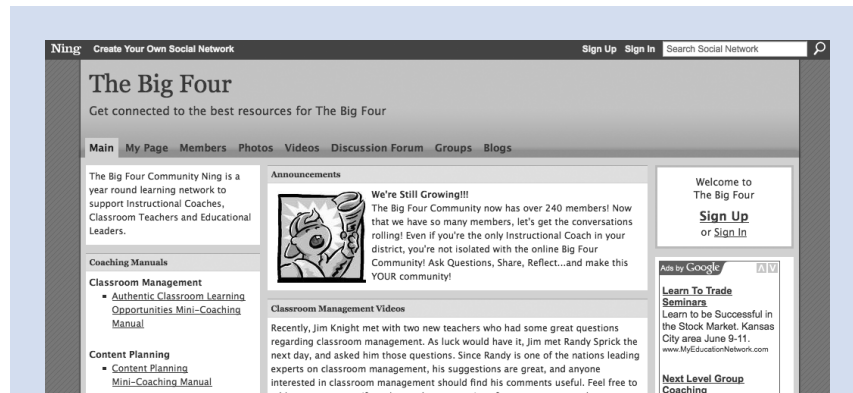 Ning Create Your Own Social Network Sign Up Sign In Search Social Network
The Big Four
Get connected to the best resources for The Big Four
Main My Page Members Photos Videos Discussion Forum Groups Blogs
The Big Four Community Ning is a
year round learning network to
support Instructional Coaches,
Classroom Teachers and Educational
Leaders.
Coaching Manuals
Classroom Management
Authentic Classroom Learning
Opportunities Mini-Coaching
Manual
Content Planning
Content Planning
Mini-Coaching Manual
Announcements
We're Still Growing!!!
The Big Four Community now has over 240 members! Now
that we have so many members, let's get the conversations
rolling! Even if you're the only Instructional Coach in your
district, you're not isolated with the online Big Four
Community! Ask Questions, Share, Reflect...and make this
YOUR community!
Classroom Management Videos
Recently, Jim Knight met with two new teachers who had some great questions
regarding classroom management. As luck would have it, Jim met Randy Sprick the
next day, and asked him those questions. Since Randy is one of the nations leading
experts on classroom management, his suggestions are great, and anyone
interested in classroom management should find his comments useful. Feel free to
Welcome to
The Big Four
Sign Up
or Sign In
Ads by Google
Learn To Trade
Seminars
Learn to be Successful in
the Stock Market. Kansas
City area June 9-11.
www.MyEducationNetwork.com
Next Level Group
Coaching